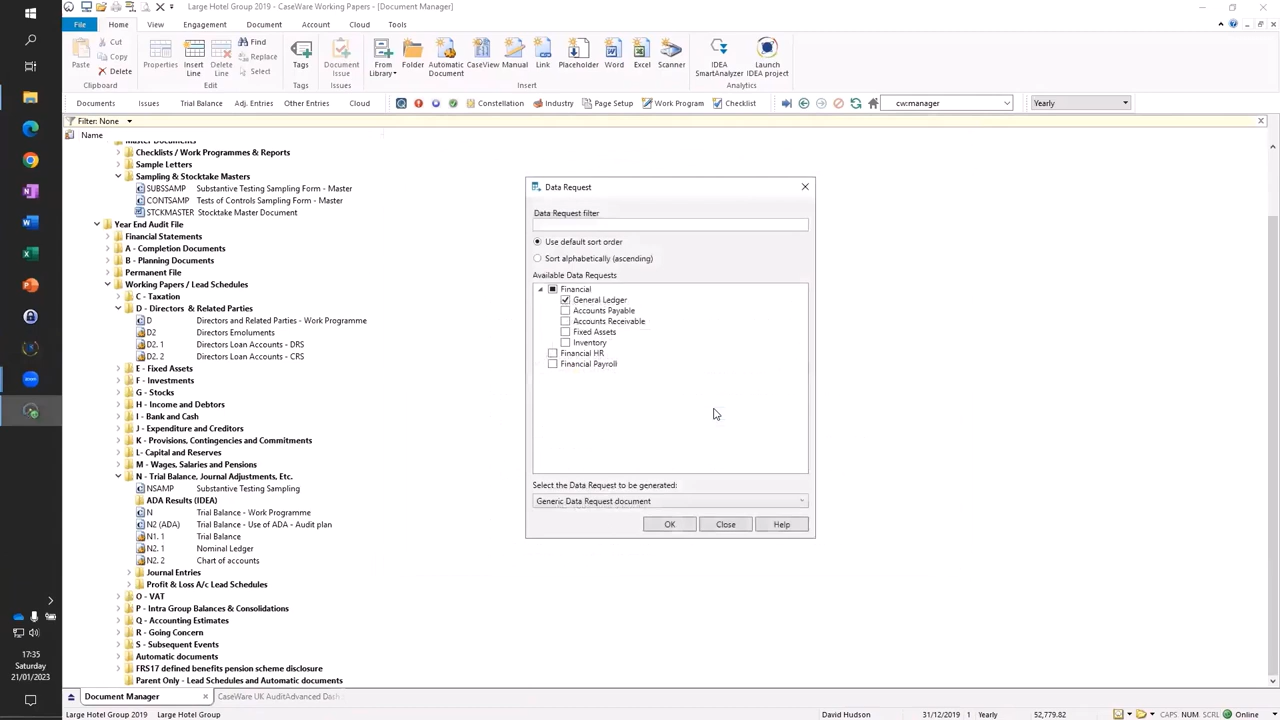 Large Hotel Group 2019 - CaseWare Working Papers - [Document Manager]
File Home View Engagement Document Account Cloud Tools
Paste Cut Copy Delete Clipboard
Properties Insert Line Delete Line Find Replace Select Edit
Tags Tags
Document Issue Issues
From Library Folder Automatic Document CaseView Manual Link Placeholder Word Excel Scanner Insert
IDEA SmartAnalyzer Launch IDEA project Analytics
Documents Issues Trial Balance Adj. Entries Other Entries Cloud Constellation Industry Page Setup Work Program Checklist cw:manager Yearly
Filter: None
Name
Master Documents
Checklists / Work Programmes & Reports
Sample Letters
Sampling & Stocktake Masters
SUBSSAMP Substantive Testing Sampling Form - Master
CONTSAMP Tests of Controls Sampling Form - Master
STCKMASTER Stocktake Master Document
Year End Audit File
Financial Statements
A - Completion Documents
B - Planning Documents
Permanent File
Working Papers / Lead Schedules
C - Taxation
D - Directors & Related Parties
D Directors and Related Parties - Work Programme
D2 Directors Emoluments
D2. 1 Directors Loan Accounts - DRS
D2. 2 Directors Loan Accounts - CRS
E - Fixed Assets
F - Investments
G - Stocks
H - Income and Debtors
I - Bank and Cash
J - Expenditure and Creditors
K - Provisions, Contingencies and Commitments
L- Capital and Reserves
M - Wages, Salaries and Pensions
N - Trial Balance, Journal Adjustments, Etc.
NSAMP Substantive Testing Sampling
ADA Results (IDEA)
N Trial Balance - Work Programme
N2 (ADA) Trial Balance - Use of ADA - Audit plan
N1. 1 Trial Balance
N2. 1 Nominal Ledger
N2. 2 Chart of accounts
Journal Entries
Profit & Loss A/c Lead Schedules
O - VAT
P - Intra Group Balances & Consolidations
Q - Accounting Estimates
R - Going Concern
S - Subsequent Events
Automatic documents
FRS17 defined benefits pension scheme disclosure
Parent Only - Lead Schedules and Automatic documents
Data Request
Data Request filter
Use default sort order
Sort alphabetically (ascending)
Available Data Requests
Financial
General Ledger
Accounts Payable
Accounts Receivable
Fixed Assets
Inventory
Financial HR
Financial Payroll
Select the Data Request to be generated:
Generic Data Request document
OK Close Help
17:35
Saturday
21/01/2023
Document Manager CaseWare UK AuditAdvanced Dash
Large Hotel Group 2019 Large Hotel Group David Hudson 31/12/2019 1 Yearly 52,779.82 CAPS NUM SCRL Online